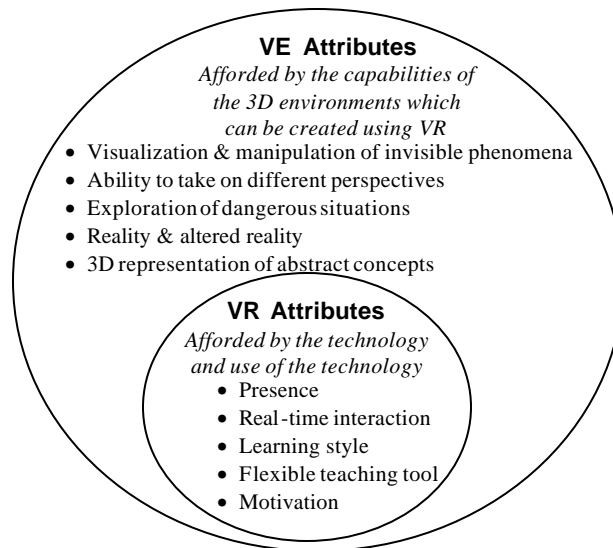 VE Attributes
Afforded by the capabilities of
the 3D environments which
can be created using VR
• Visualization & manipulation of invisible phenomena
• Ability to take on different perspectives
• Exploration of dangerous situations
• Reality & altered reality
• 3D representation of abstract concepts
VR Attributes
Afforded by the technology
and use of the technology
• Presence
• Real-time interaction
• Learning style
• Flexible teaching tool
• Motivation